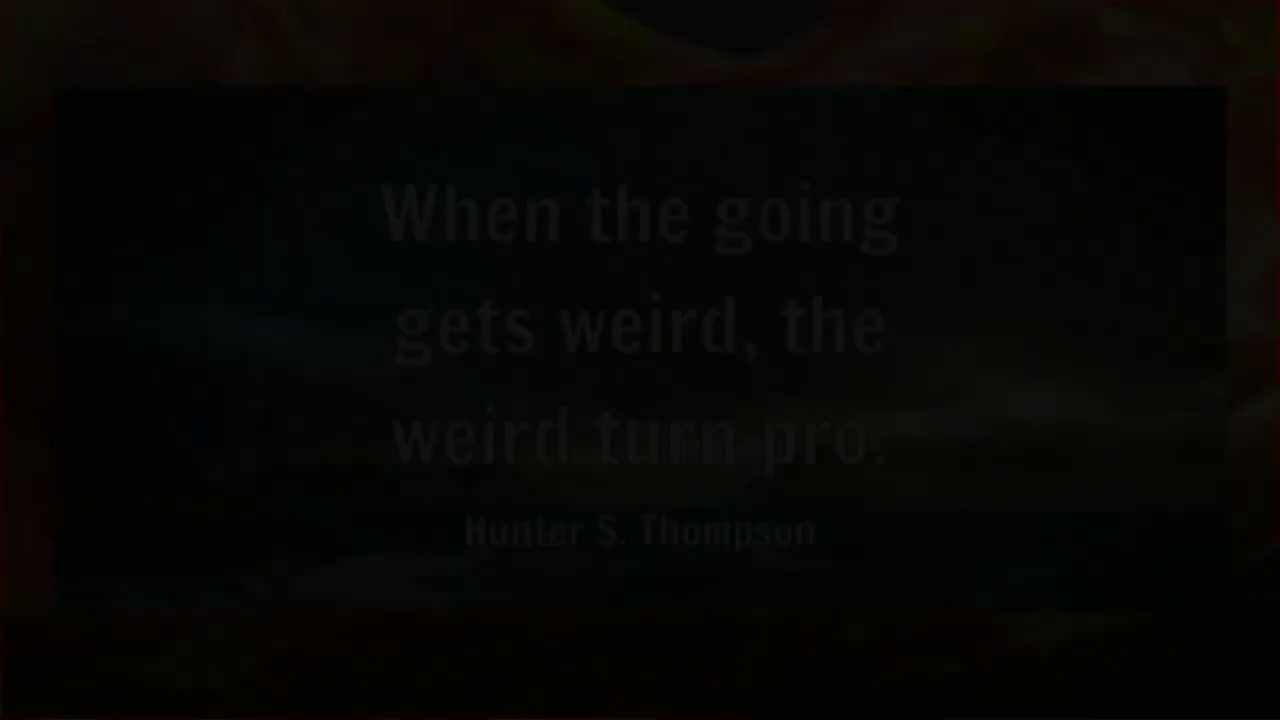 When the going
gets weird, the
weird turn pro.
Hunter S. Thompson